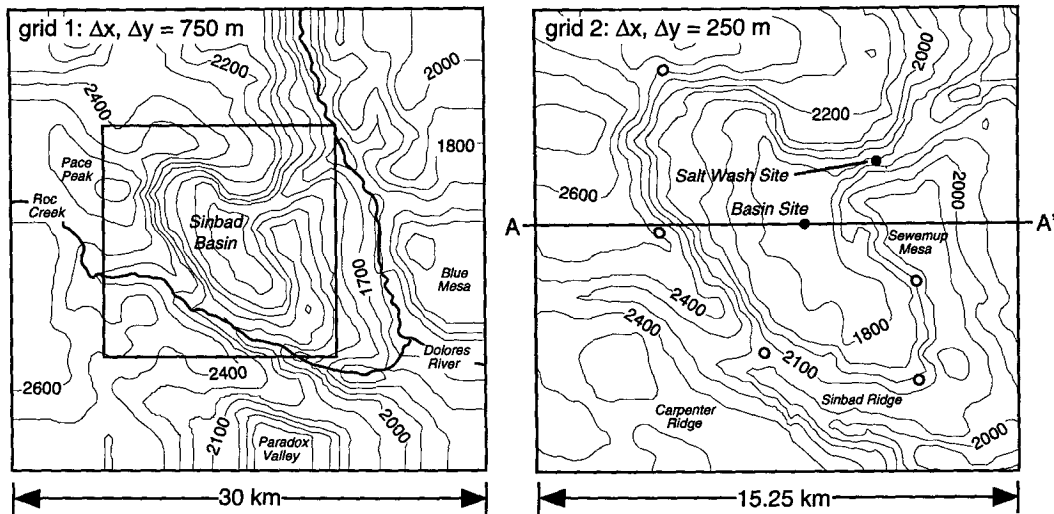 grid 1: Δx, Δy = 750 m
2200
2000
2400
1800
Pace
Peak
Roc
Creek
Sinbad
Basin
1700
Blue
Mesa
Dolores
River
2600
2400
2100
2000
Paradox
Valley
30 km
grid 2: Δx, Δy = 250 m
2000
2200
Salt Wash Site
2600
2000
Basin Site
A
A'
Sewemup
Mesa
2400
2400
1800
2100
Sinbad Ridge
Carpenter
Ridge
2000
15.25 km